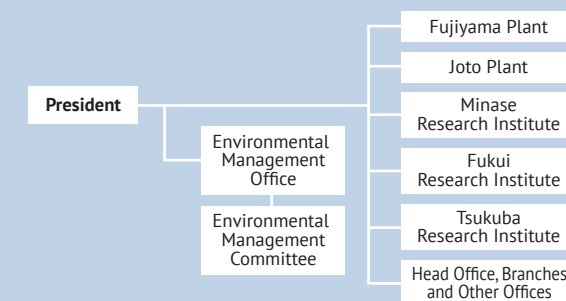 President
Environmental
Management
Office
Environmental
Management
Committee
Fujiyama Plant
Joto Plant
Minase
Research Institute
Fukui
Research Institute
Tsukuba
Research Institute
Head Office, Branches
and Other Offices